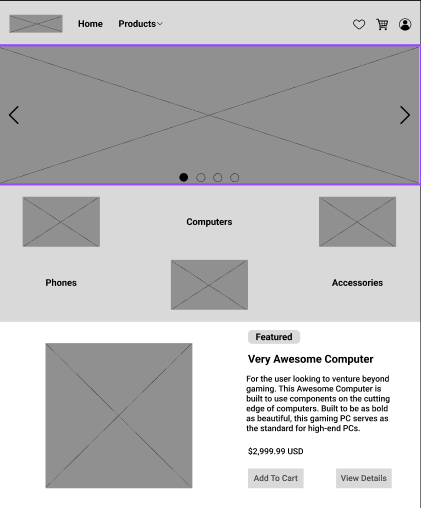 Home
Products
Computers
Phones
Accessories
Featured
Very Awesome Computer
For the user looking to venture beyond
gaming. This Awesome Computer is
built to use components on the cutting
edge of computers. Built to be as bold
as beautiful, this gaming PC serves as
the standard for high-end PCs.
$2,999.99 USD
Add To Cart
View Details